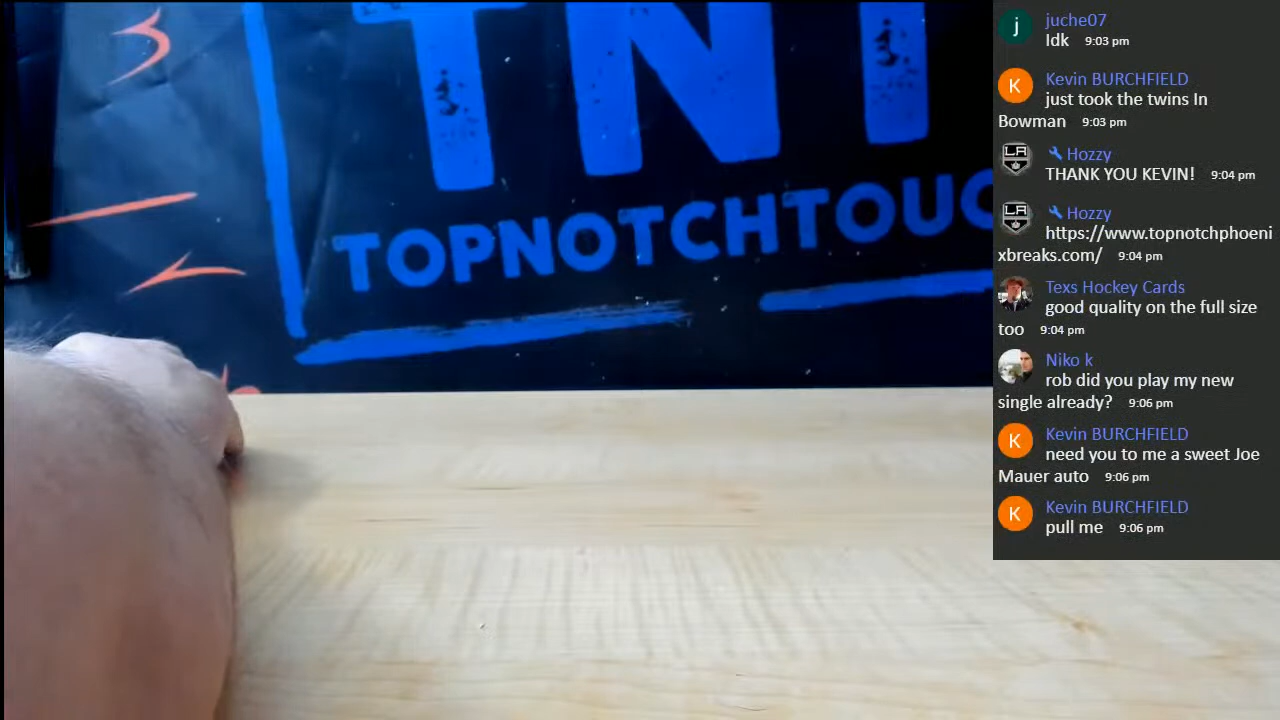 TNT
TOPNOTCHTOUC
j
juche07
Idk 9:03 pm
K
Kevin BURCHFIELD
just took the twins In
Bowman 9:03 pm
LA
Hozzy
THANK YOU KEVIN! 9:04 pm
LA
Hozzy
https://www.topnotchphoeni
xbreaks.com/ 9:04 pm
Texs Hockey Cards
good quality on the full size
too 9:04 pm
Niko k
rob did you play my new
single already? 9:06 pm
K
Kevin BURCHFIELD
need you to me a sweet Joe
Mauer auto 9:06 pm
K
Kevin BURCHFIELD
pull me 9:06 pm